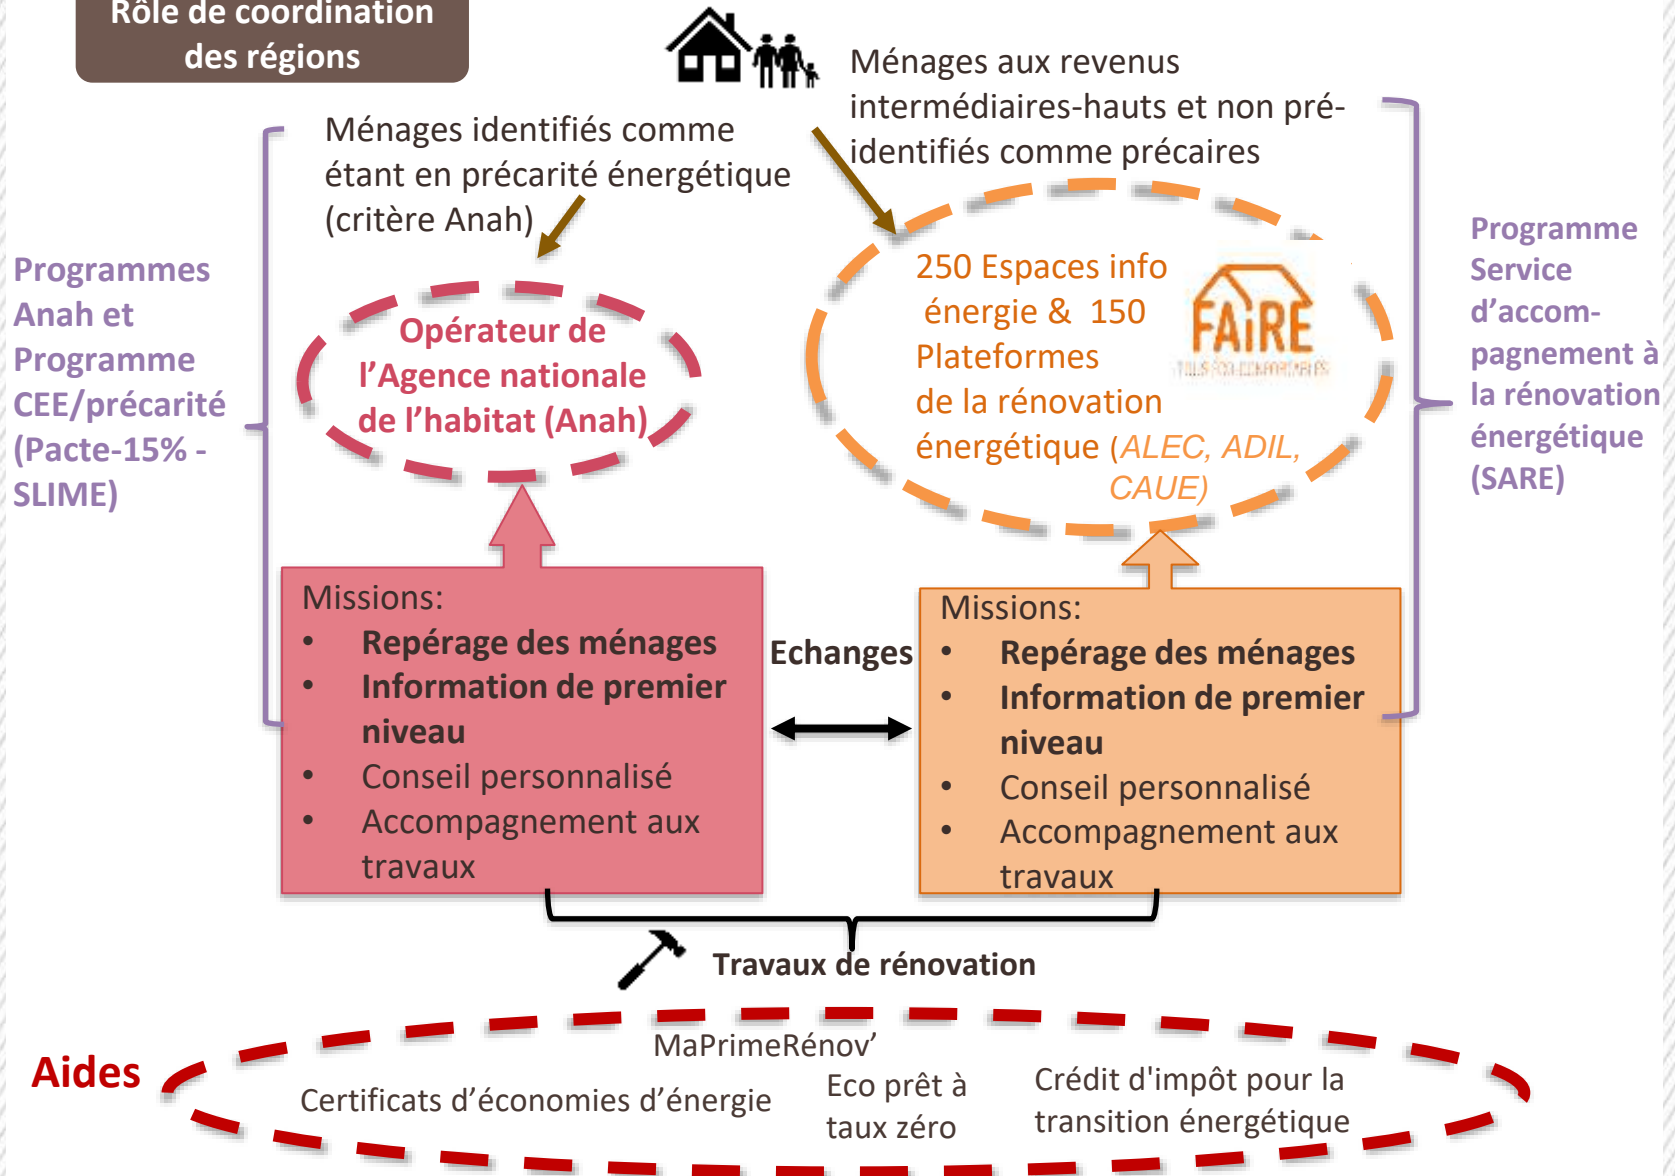 Rôle de coordination
des régions
Ménages identifiés comme
étant en précarité énergétique
(critère Anah)
Ménages aux revenus
intermédiaires-hauts et non pré-
identifiés comme précaires
Programmes
Anah et
Programme
CEE/précarité
(Pacte-15% -
SLIME)
Opérateur de
l’Agence nationale
de l’habitat (Anah)
250 Espaces info
énergie & 150
Plateformes
de la rénovation
énergétique (ALEC, ADIL,
CAUE)
FAiRE
TOUS ÉCO-CONFORTABLES
Programme
Service
d’accom-
pagnement à
la rénovation
énergétique
(SARE)
Missions:
• Repérage des ménages
• Information de premier
niveau
• Conseil personnalisé
• Accompagnement aux
travaux
Echanges
Missions:
• Repérage des ménages
• Information de premier
niveau
• Conseil personnalisé
• Accompagnement aux
travaux
Travaux de rénovation
Aides
MaPrimeRénov’
Certificats d’économies d’énergie
Eco prêt à
taux zéro
Crédit d'impôt pour la
transition énergétique